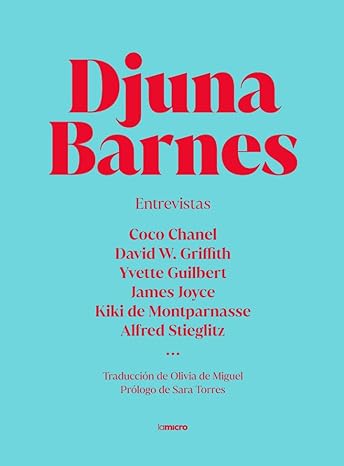 Djuna
Barnes
Entrevistas
Coco Chanel
David W. Griffith
Yvette Guilbert
James Joyce
Kiki de Montparnasse
Alfred Stieglitz
...
Traducción de Olivia de Miguel
Prólogo de Sara Torres
lamicro